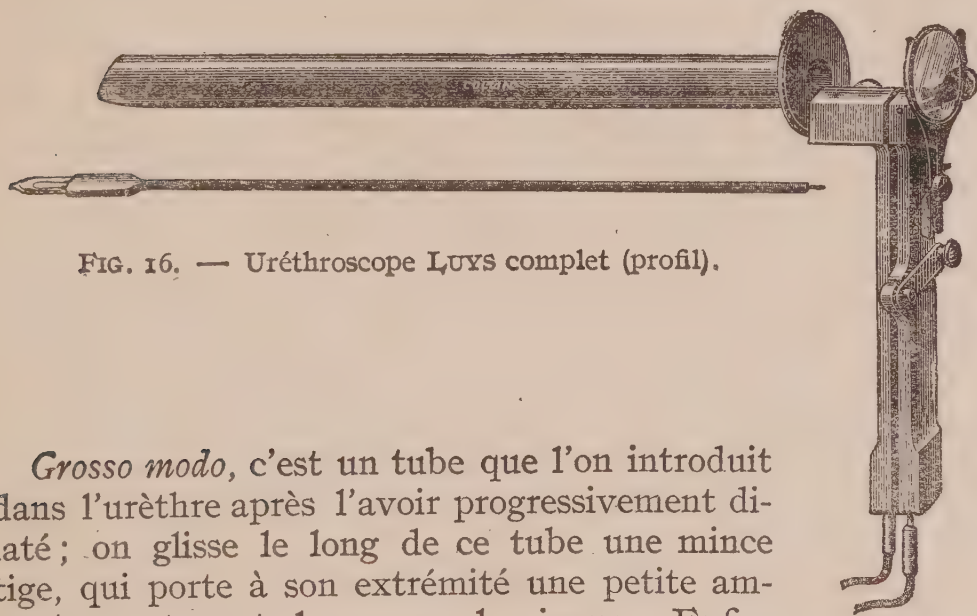 FIG. 16. — Uréthroscope LUYS complet (profil).
Grosso modo, c'est un tube que l'on introduit
dans l'urèthre après l'avoir progressivement di-
laté ; on glisse le long de ce tube une mince
tige, qui porte à son extrémité une petite am-